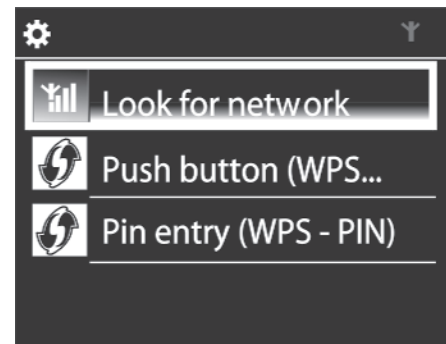 Look for network
Push button (WPS...
Pin entry (WPS - PIN)